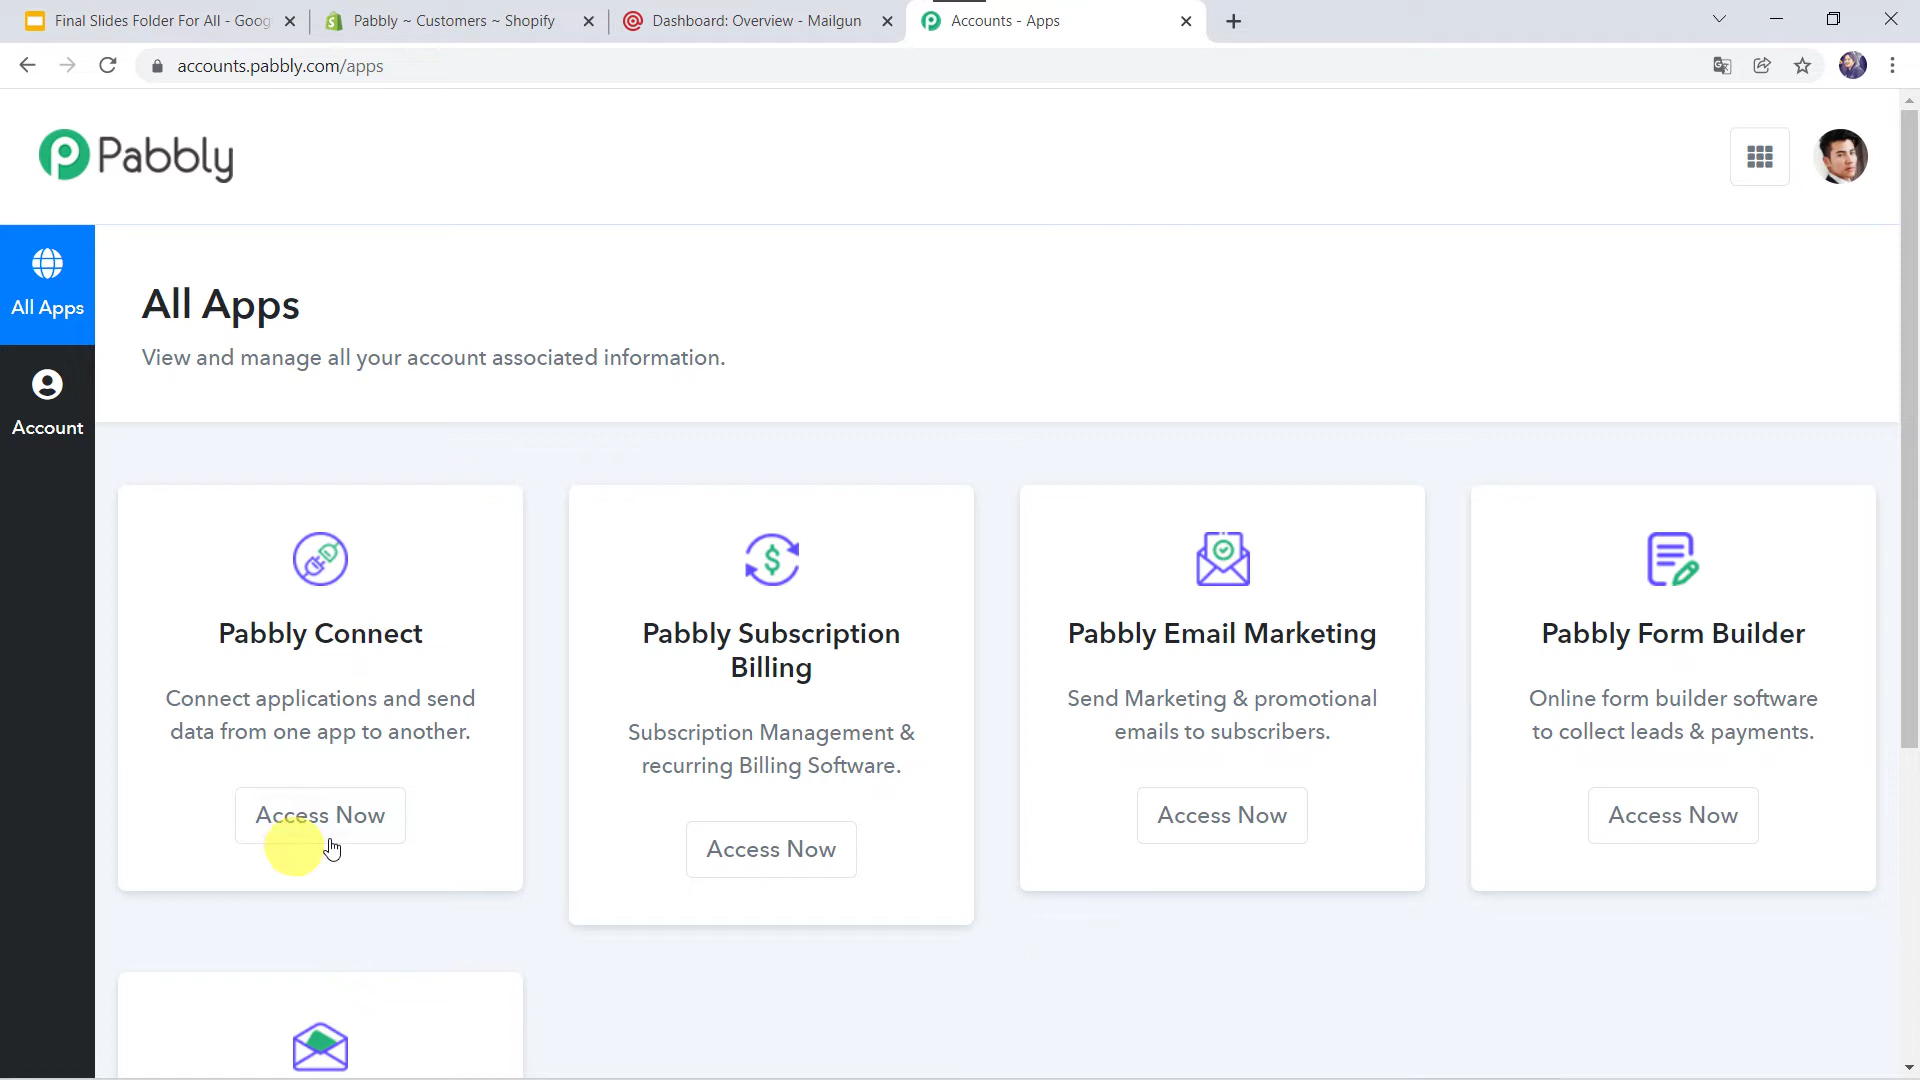 Final Slides Folder For All - Goog
Pabbly ~ Customers ~ Shopify
Dashboard: Overview - Mailgun
Accounts - Apps
accounts.pabbly.com/apps
Pabbly
All Apps
Account
All Apps
View and manage all your account associated information.
Pabbly Connect
Connect applications and send
data from one app to another.
Access Now
Pabbly Subscription
Billing
Subscription Management &
recurring Billing Software.
Access Now
Pabbly Email Marketing
Send Marketing & promotional
emails to subscribers.
Access Now
Pabbly Form Builder
Online form builder software
to collect leads & payments.
Access Now